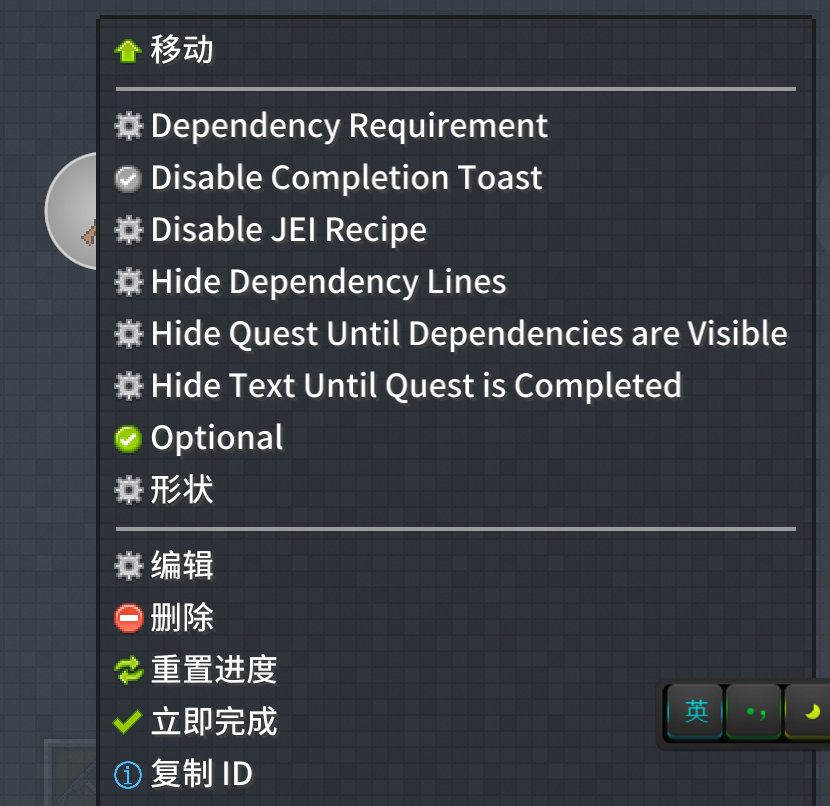 移动
Dependency Requirement
Disable Completion Toast
Disable JEI Recipe
Hide Dependency Lines
Hide Quest Until Dependencies are Visible
Hide Text Until Quest is Completed
Optional
形状
编辑
删除
重置进度
英
立即完成
复制 ID